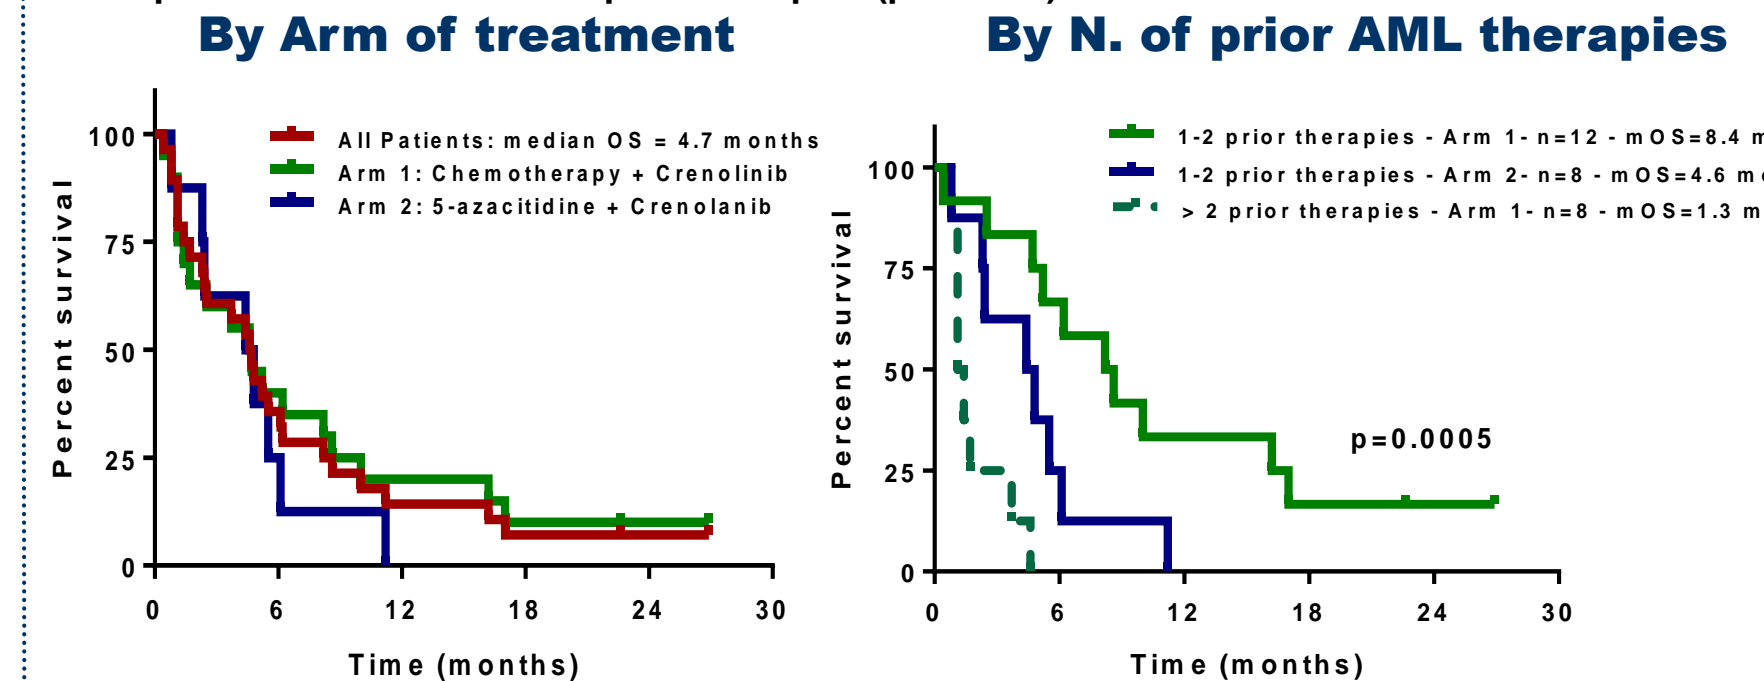 By Arm of treatment
100
75
50
25
0
Percent survival
All Patients: median OS = 4.7 months
Arm 1: Chemotherapy + Crenolinib
Arm 2: 5-azacitidine + Crenolanib
0 6 12 18 24 30
Time (months)
By N. of prior AML therapies
100
75
50
25
0
Percent survival
1-2 prior therapies - Arm 1- n=12 - mOS=8.4
1-2 prior therapies - Arm 2- n=8 - mOS=4.6
> 2 prior therapies - Arm 1- n=8 - mOS=1.3
p=0.0005
0 6 12 18 24 30
Time (months)